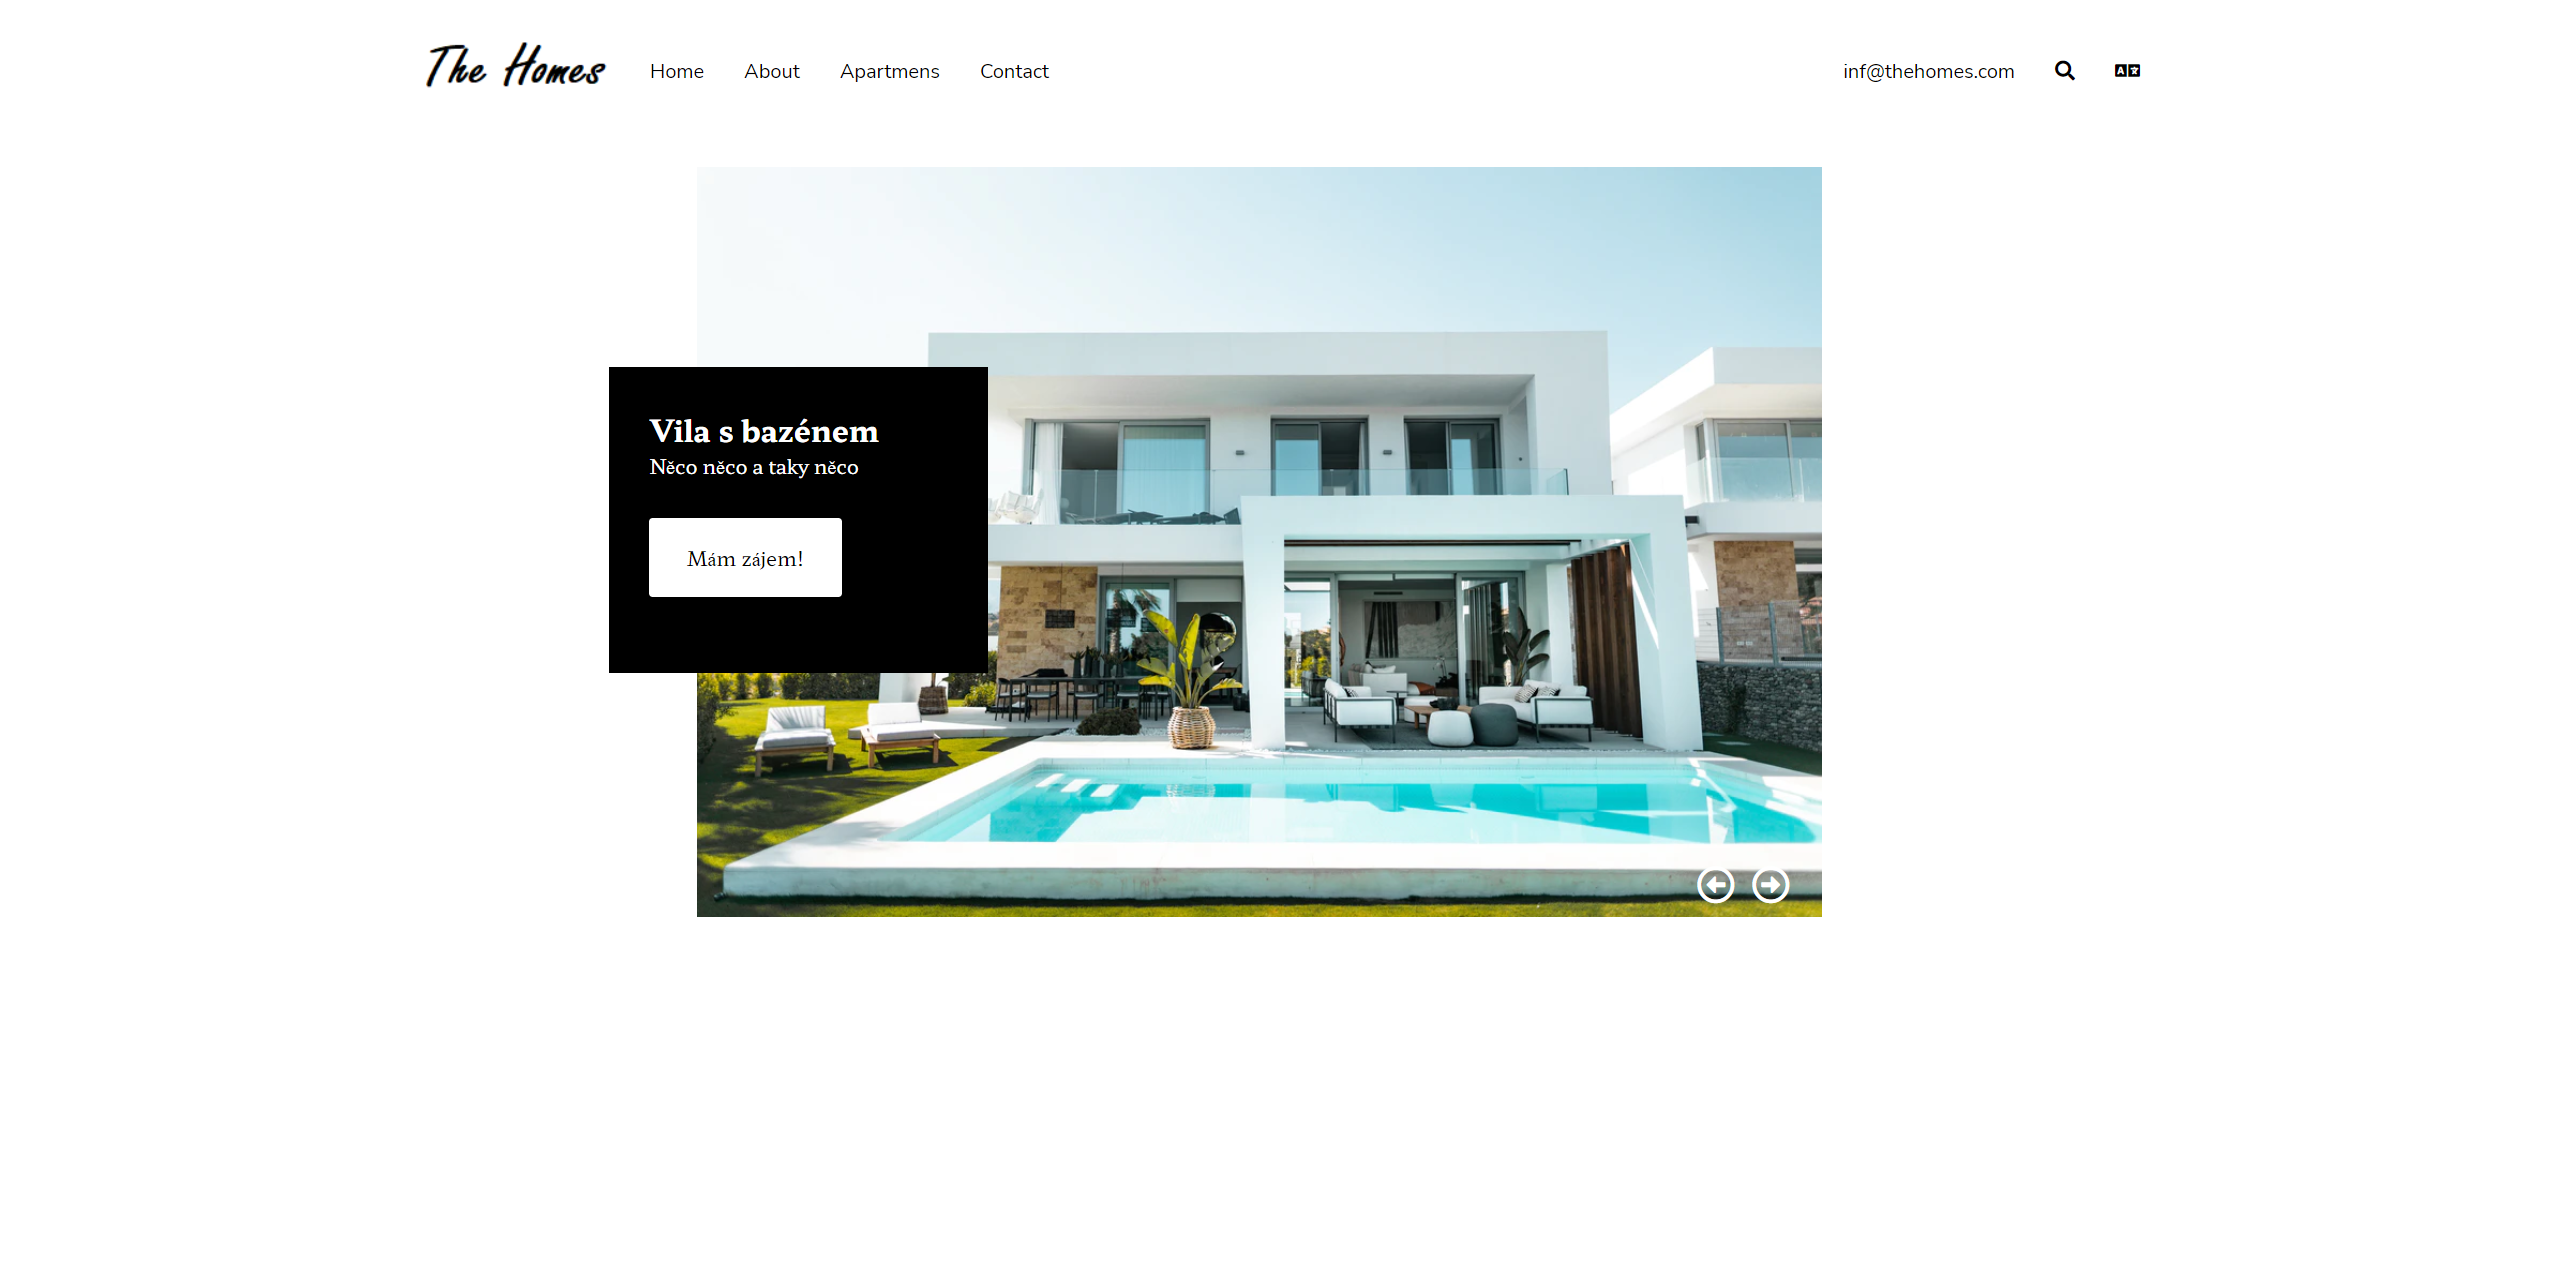 The Homes
Home About Apartmens Contact
inf@thehomes.com
Vila s bazénem
Něco něco a taky něco
Mám zájem!